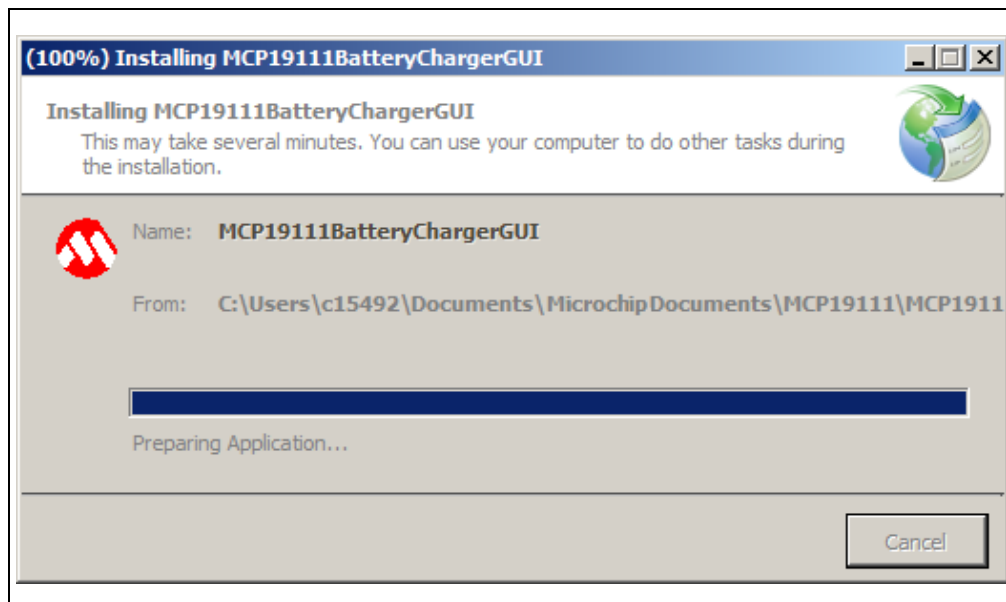 (100%) Installing MCP19111BatteryChargerGUI
Installing MCP19111BatteryChargerGUI
This may take several minutes. You can use your computer to do other tasks during
the installation.
Name: MCP19111BatteryChargerGUI
From: C:\Users\c15492\Documents\MicrochipDocuments\MCP19111\MCP1911
Preparing Application...
Cancel